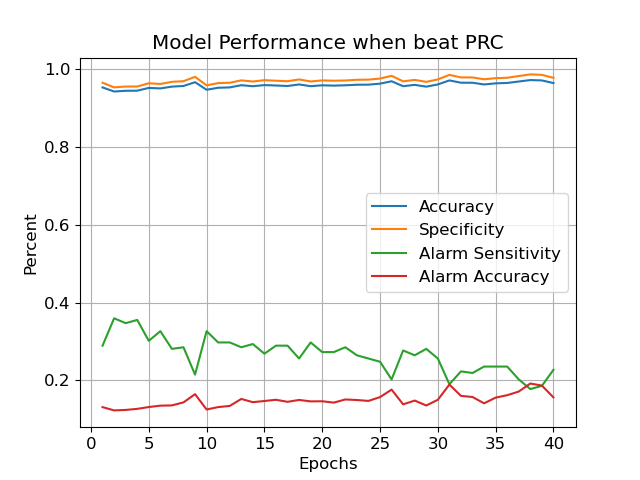 Model Performance when beat PRC
1.0
0.8
0.6
0.4
0.2
Percent
Accuracy
Specificity
Alarm Sensitivity
Alarm Accuracy
0 5 10 15 20 25 30 35 40
Epochs